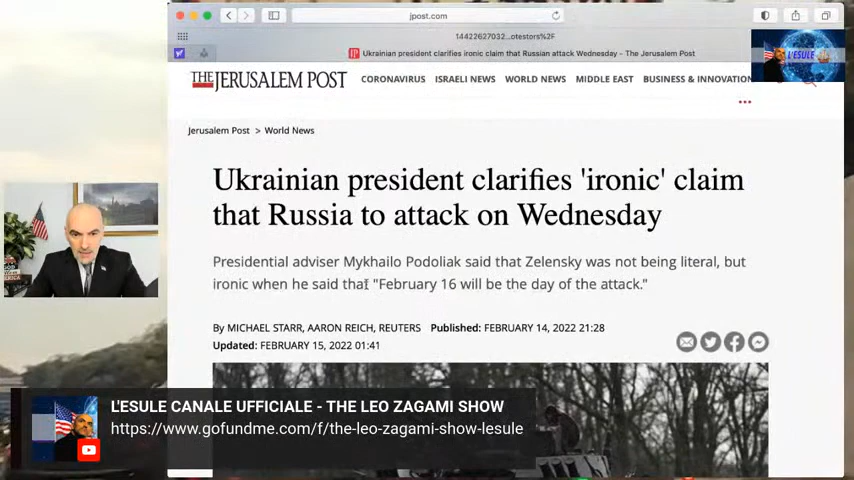 jpost.com
14422627032...otestors%2F
Ukrainian president clarifies ironic claim that Russian attack Wednesday - The Jerusalem Post
L'ESULE
THE JERUSALEM POST CORONAVIRUS ISRAELI NEWS WORLD NEWS MIDDLE EAST BUSINESS & INNOVATION
Jerusalem Post > World News
Ukrainian president clarifies 'ironic' claim
that Russia to attack on Wednesday
Presidential adviser Mykhailo Podoliak said that Zelensky was not being literal, but
ironic when he said that "February 16 will be the day of the attack."
By MICHAEL STARR, AARON REICH, REUTERS Published: FEBRUARY 14, 2022 21:28
Updated: FEBRUARY 15, 2022 01:41
L'ESULE CANALE UFFICIALE - THE LEO ZAGAMI SHOW
https://www.gofundme.com/f/the-leo-zagami-show-lesule